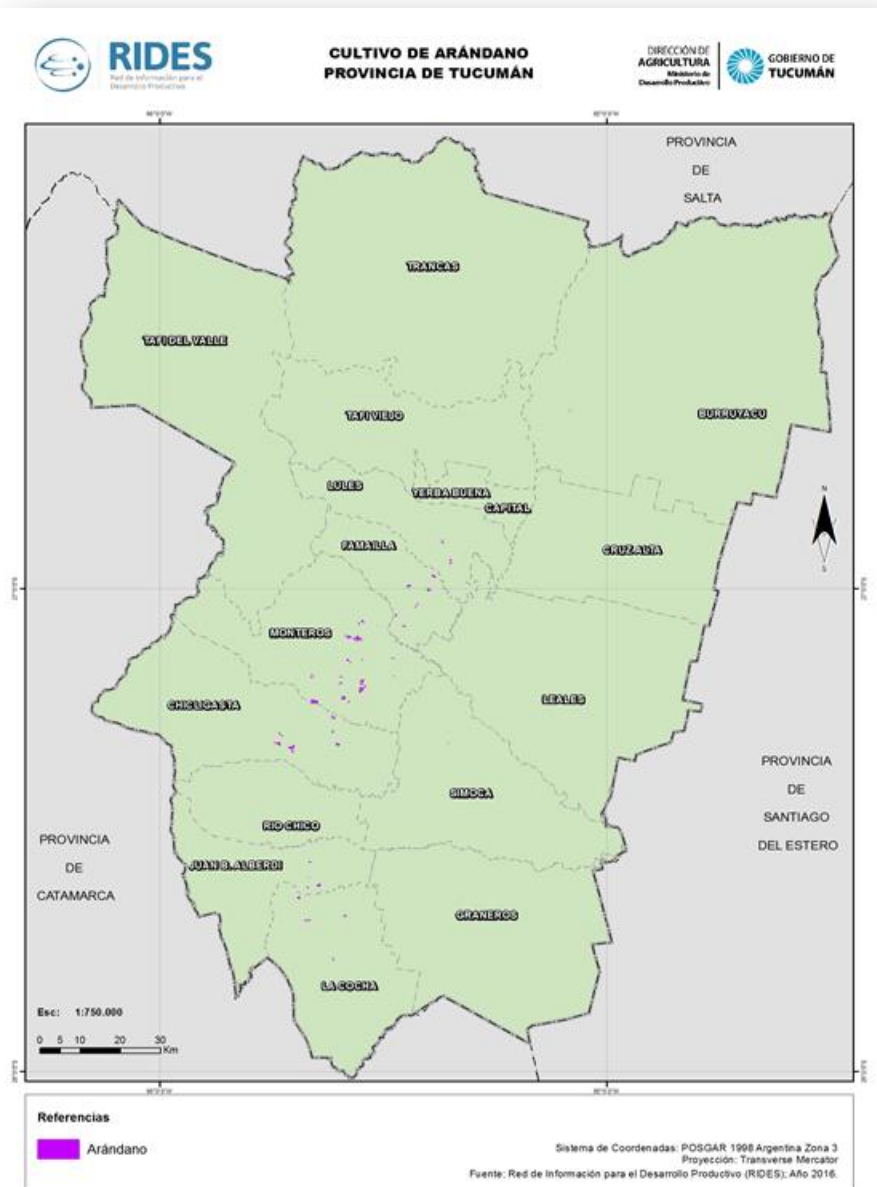 RIDES
Red de Información para el
Desarrollo Productivo
CULTIVO DE ARÁNDANO
PROVINCIA DE TUCUMÁN
DIRECCIÓN DE
AGRICULTURA
Ministerio de
Desarrollo Productivo
GOBIERNO DE
TUCUMÁN
PROVINCIA
DE
SALTA
TRANCAS
TAFI DEL VALLE
TAFI VIEJO
BURRUYACU
LULES
YERBA BUENA
CAPITAL
N
FAMAILLA
CRUZ ALTA
S
MONTEROS
CHICLIGASTA
LEALES
PROVINCIA
DE
SANTIAGO
DEL ESTERO
SIMOCA
RIO CHICO
PROVINCIA
DE
CATAMARCA
JUAN B. ALBERDI
GRANEROS
LA COCHA
Esc: 1:750.000
0 5 10 20 30
Km
Referencias
Arándano
Sistema de Coordenadas: POSGAR 1998 Argentina Zona 3
Proyección: Transverse Mercator
Fuente: Red de Información para el Desarrollo Productivo (RIDES); Año 2016.